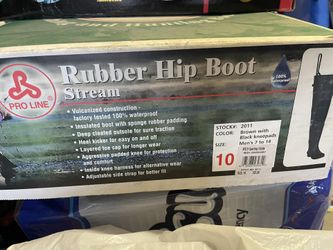 PRO LINE
Rubber Hip Boot
Stream
100% waterproof
• Vulcanized construction -
factory tested 100% waterproof
• Insulated boot with sponge rubber padding
• Deep cleated outsole for sure traction
• Heel kicker for easy on and off
• Layered toe cap for longer wear
• Aggressive padded knee for protection
and comfort
• Inside knee harness for alternative wear
• Adjustable side strap for better fit
STOCK#: 2011
COLOR: Brown with
Black kneepads
SIZE: Men's 7 to 14
10